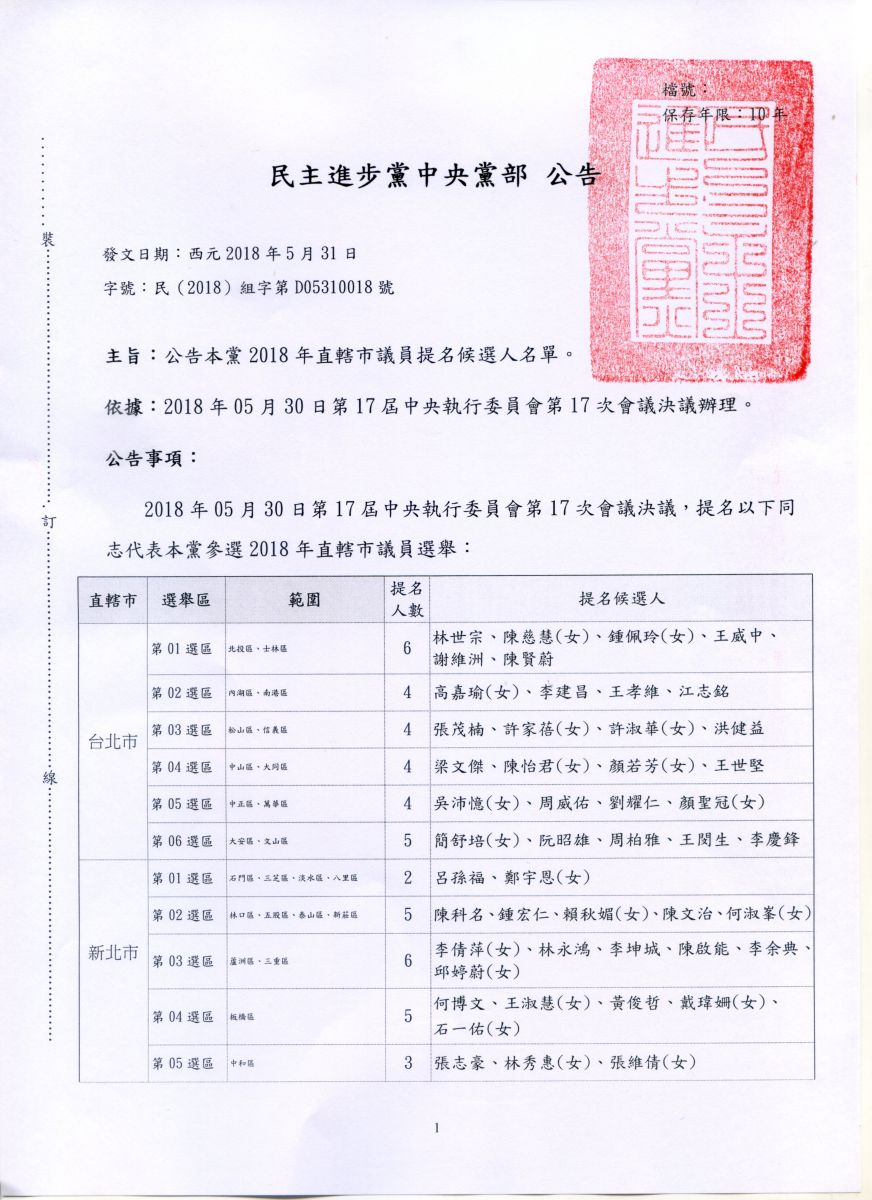 檔號：
保存年限：10 年
民主進步黨中央黨部 公告
發文日期：西元 2018 年 5 月 31 日
字號：民（2018）組字第 D05310018 號
主旨：公告本黨 2018 年直轄市議員提名候選人名單。
依據：2018 年 05 月 30 日第 17 屆中央執行委員會第 17 次會議決議辦理。
公告事項：
2018 年 05 月 30 日第 17 屆中央執行委員會第 17 次會議決議，提名以下同
志代表本黨參選 2018 年直轄市議員選舉：
直轄市 選舉區 範圍 提名人數 提名候選人
台北市
第 01 選區 北投區、士林區 6 林世宗、陳慈慧(女)、鍾佩玲(女)、王威中、
謝維洲、陳賢蔚
第 02 選區 內湖區、南港區 4 高嘉瑜(女)、李建昌、王孝維、江志銘
第 03 選區 松山區、信義區 4 張茂楠、許家蓓(女)、許淑華(女)、洪健益
第 04 選區 中山區、大同區 4 梁文傑、陳怡君(女)、顏若芳(女)、王世堅
第 05 選區 中正區、萬華區 4 吳沛憶(女)、周威佑、劉耀仁、顏聖冠(女)
第 06 選區 大安區、文山區 5 簡舒培(女)、阮昭雄、周柏雅、王閔生、李慶鋒
新北市
第 01 選區 石門區、三芝區、淡水區、八里區 2 呂孫福、鄭宇恩(女)
第 02 選區 林口區、五股區、泰山區、新莊區 5 陳科名、鍾宏仁、賴秋媚(女)、陳文治、何淑峯(女)
第 03 選區 蘆洲區、三重區 6 李倩萍(女)、林永鴻、李坤城、陳啟能、李余典、
邱婷蔚(女)
第 04 選區 板橋區 5 何博文、王淑慧(女)、黃俊哲、戴瑋姍(女)、
石一佑(女)
第 05 選區 中和區 3 張志豪、林秀惠(女)、張維倩(女)
裝
訂
線
1
民主進步黨中央黨部